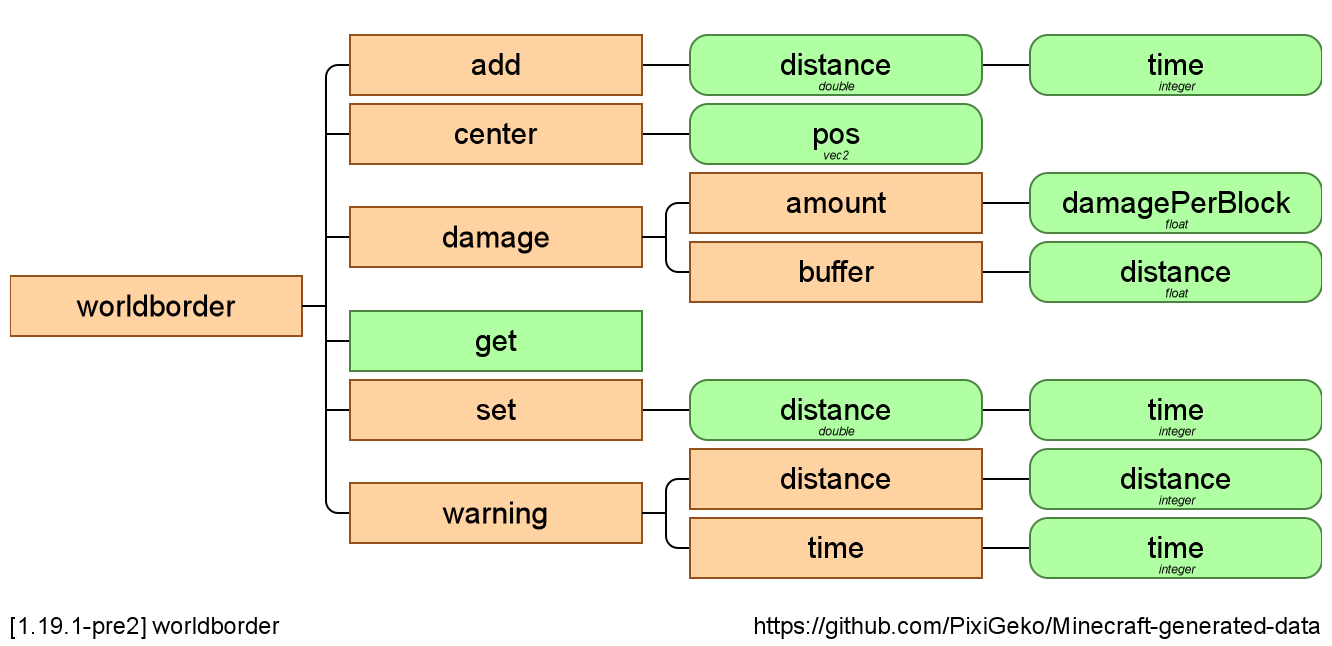 add
distance
double
time
integer
center
pos
vec2
damage
amount
damagePerBlock
float
buffer
distance
float
worldborder
get
set
distance
double
time
integer
warning
distance
distance
integer
time
time
integer
[1.19.1-pre2] worldborder
https://github.com/PixiGeko/Minecraft-generated-data